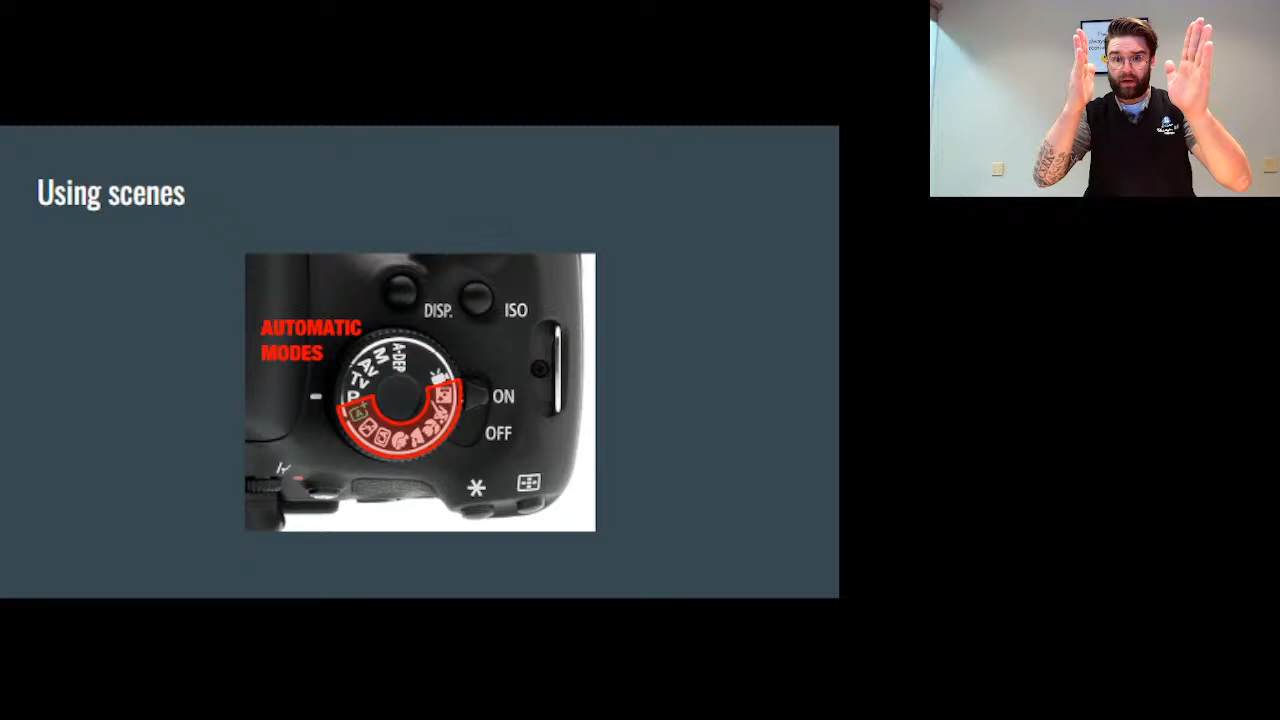 Using scenes
AUTOMATIC
MODES
DISP.
ISO
A-DEP
M
Av
Tv
P
A+
ON
OFF